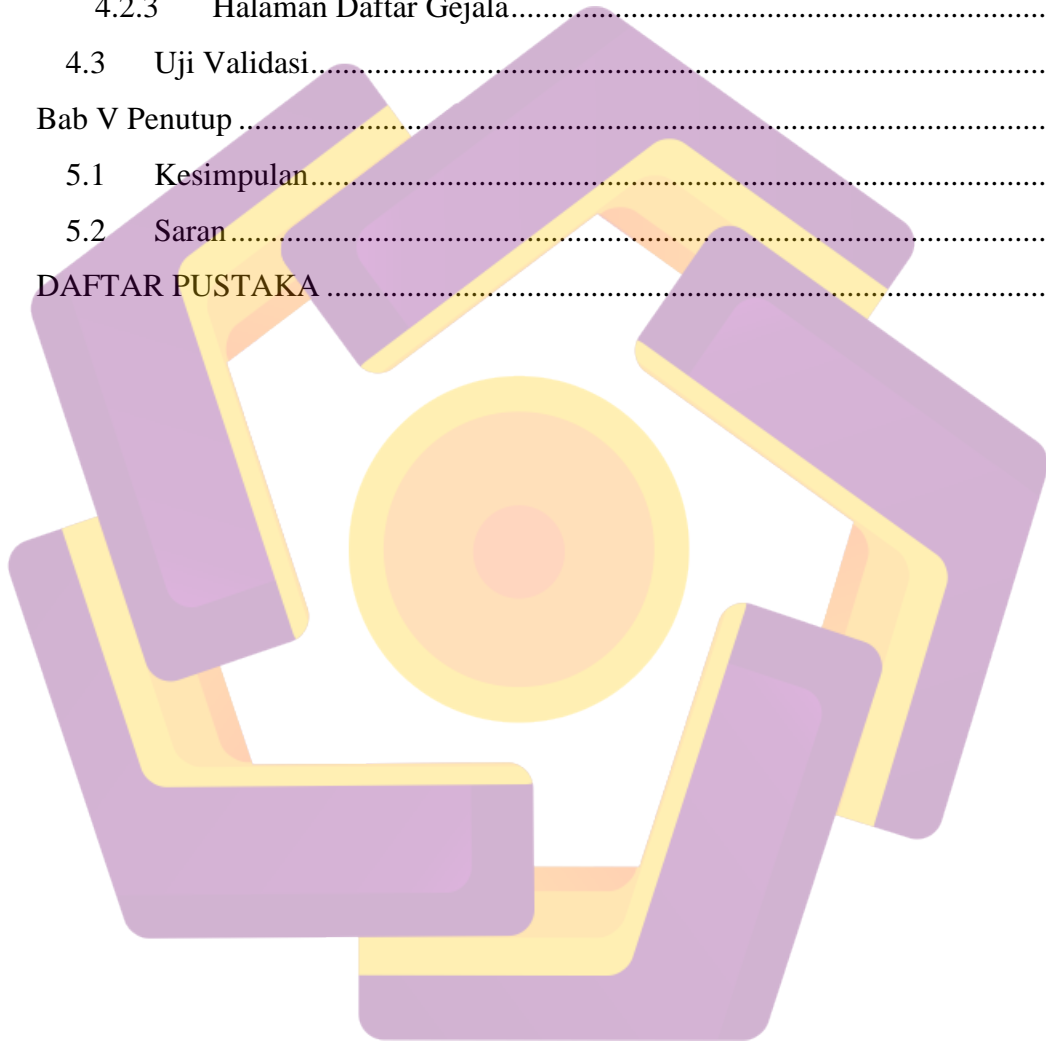 4.2.3 Halaman Daftar Gejala
4.3 Uji Validasi
Bab V Penutup
5.1 Kesimpulan
5.2 Saran
DAFTAR PUSTAKA